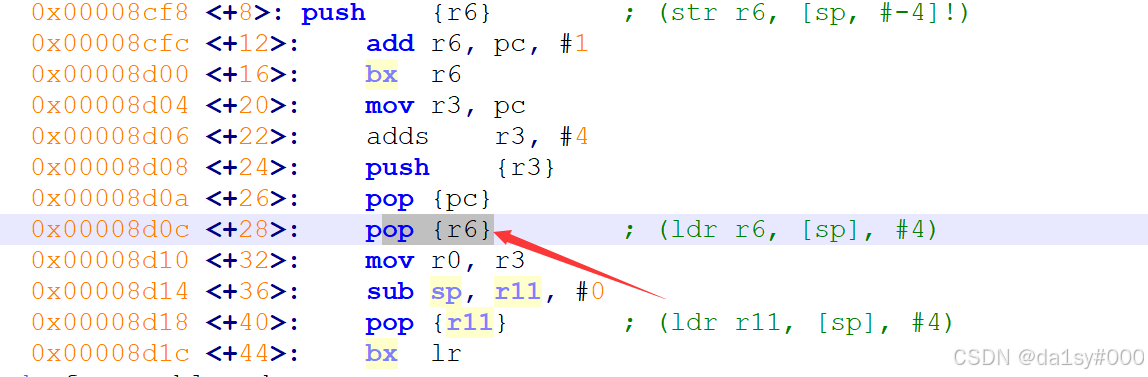 0x00008cf8 <+8>: push {r6} ; (str r6, [sp, #-4]!)
0x00008cfc <+12>: add r6, pc, #1
0x00008d00 <+16>: bx r6
0x00008d04 <+20>: mov r3, pc
0x00008d06 <+22>: adds r3, #4
0x00008d08 <+24>: push {r3}
0x00008d0a <+26>: pop {pc}
0x00008d0c <+28>: pop {r6} ; (ldr r6, [sp], #4)
0x00008d10 <+32>: mov r0, r3
0x00008d14 <+36>: sub sp, r11, #0
0x00008d18 <+40>: pop {r11} ; (ldr r11, [sp], #4)
0x00008d1c <+44>: bx lr
CSDN @da1sy#000